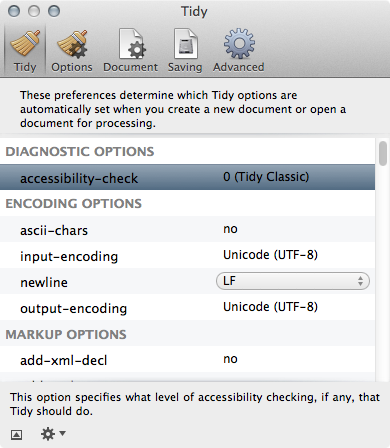 Tidy
Tidy Options Document Saving Advanced
These preferences determine which Tidy options are
automatically set when you create a new document or open a
document for processing.
DIAGNOSTIC OPTIONS
accessibility-check 0 (Tidy Classic)
ENCODING OPTIONS
ascii-chars no
input-encoding Unicode (UTF-8)
newline LF
output-encoding Unicode (UTF-8)
MARKUP OPTIONS
add-xml-decl no
This option specifies what level of accessibility checking, if any, that
Tidy should do.